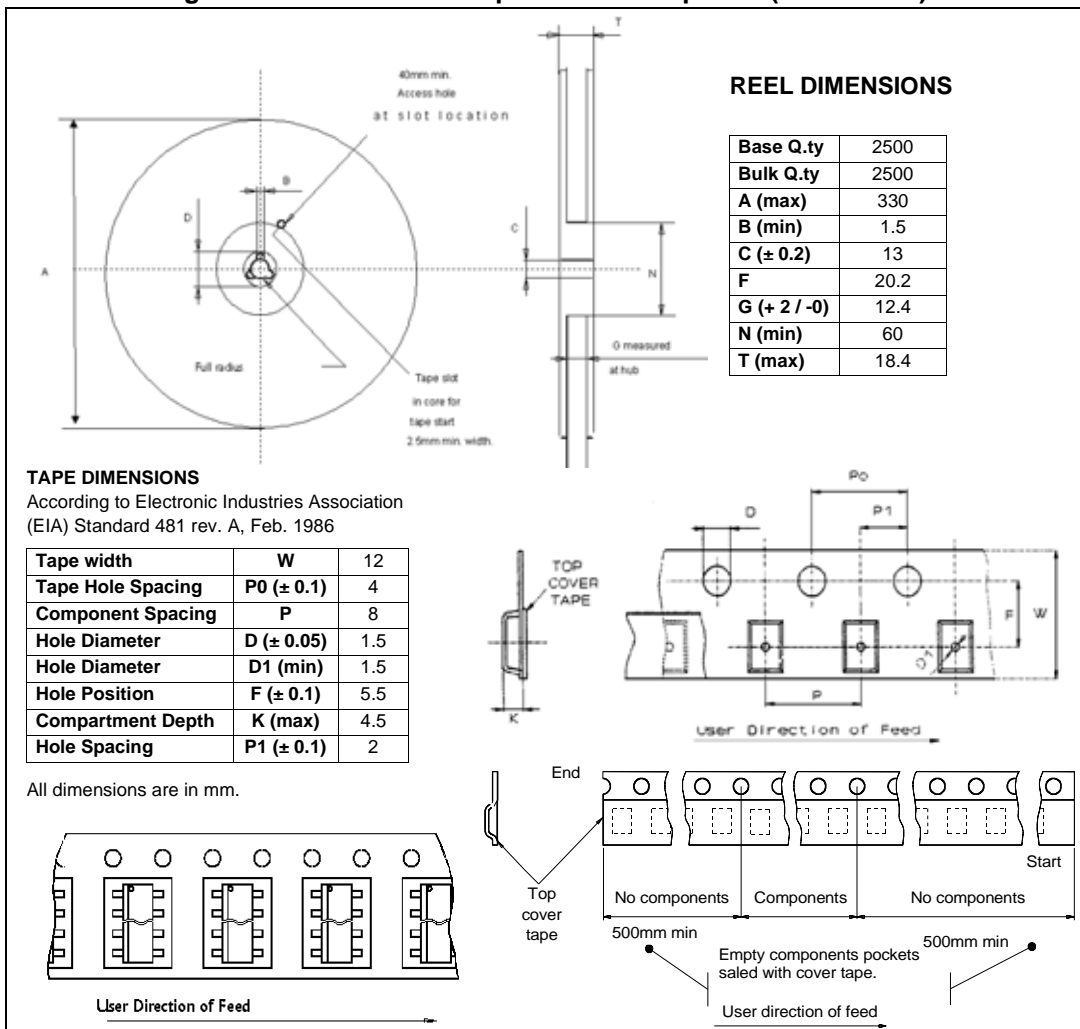 T
40mm min.
Access hole
at slot location
B
D
C
A
N
Full radius
G measured
at hub
Tape slot
in core for
tape start
2.5mm min. width.
REEL DIMENSIONS
Base Q.ty 2500
Bulk Q.ty 2500
A (max) 330
B (min) 1.5
C (± 0.2) 13
F 20.2
G (+ 2 / -0) 12.4
N (min) 60
T (max) 18.4
TAPE DIMENSIONS
According to Electronic Industries Association
(EIA) Standard 481 rev. A, Feb. 1986
Tape width W 12
Tape Hole Spacing P0 (± 0.1) 4
Component Spacing P 8
Hole Diameter D (± 0.05) 1.5
Hole Diameter D1 (min) 1.5
Hole Position F (± 0.1) 5.5
Compartment Depth K (max) 4.5
Hole Spacing P1 (± 0.1) 2
All dimensions are in mm.
Po
D
P1
TOP
COVER
TAPE
F
W
D1
P
K
User Direction of Feed
End
Start
Top
cover
tape
No components
Components
No components
500mm min
500mm min
Empty components pockets
saled with cover tape.
User direction of feed
User Direction of Feed